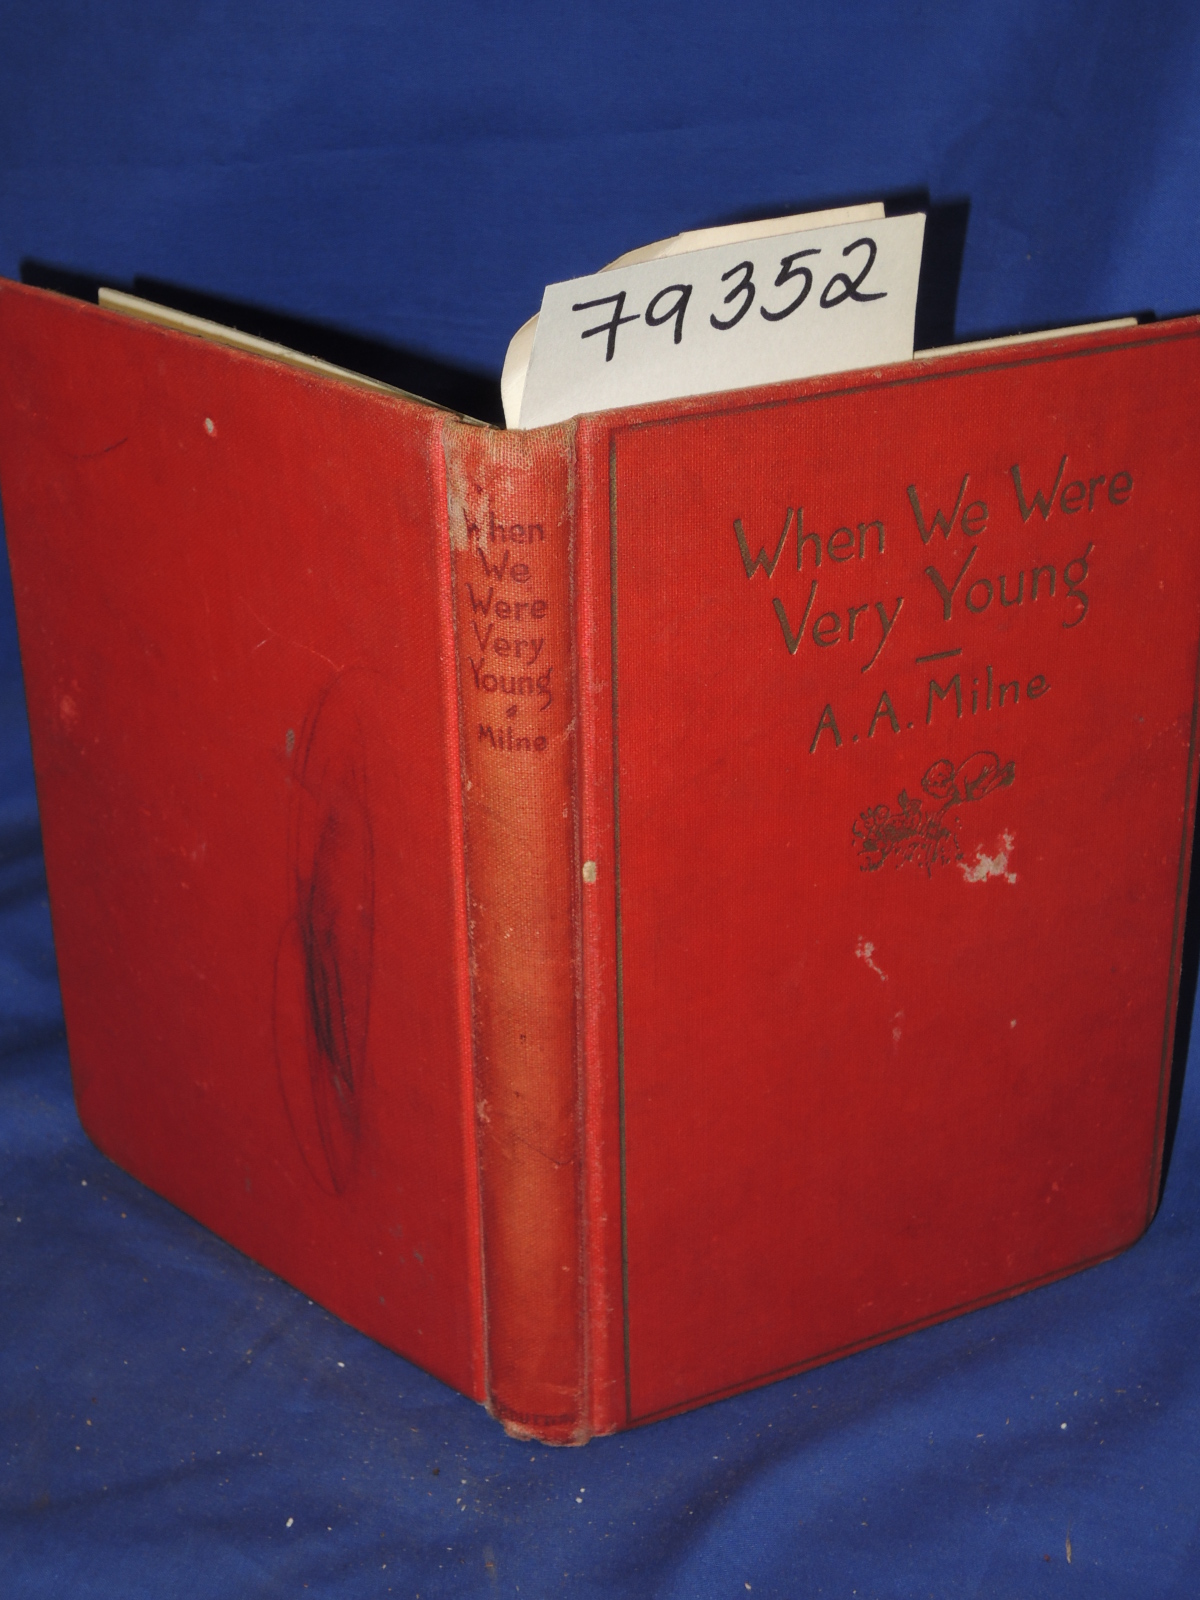 79352
When
We
Were
Very
Young
Milne
When We Were
Very Young
—
A.A. Milne